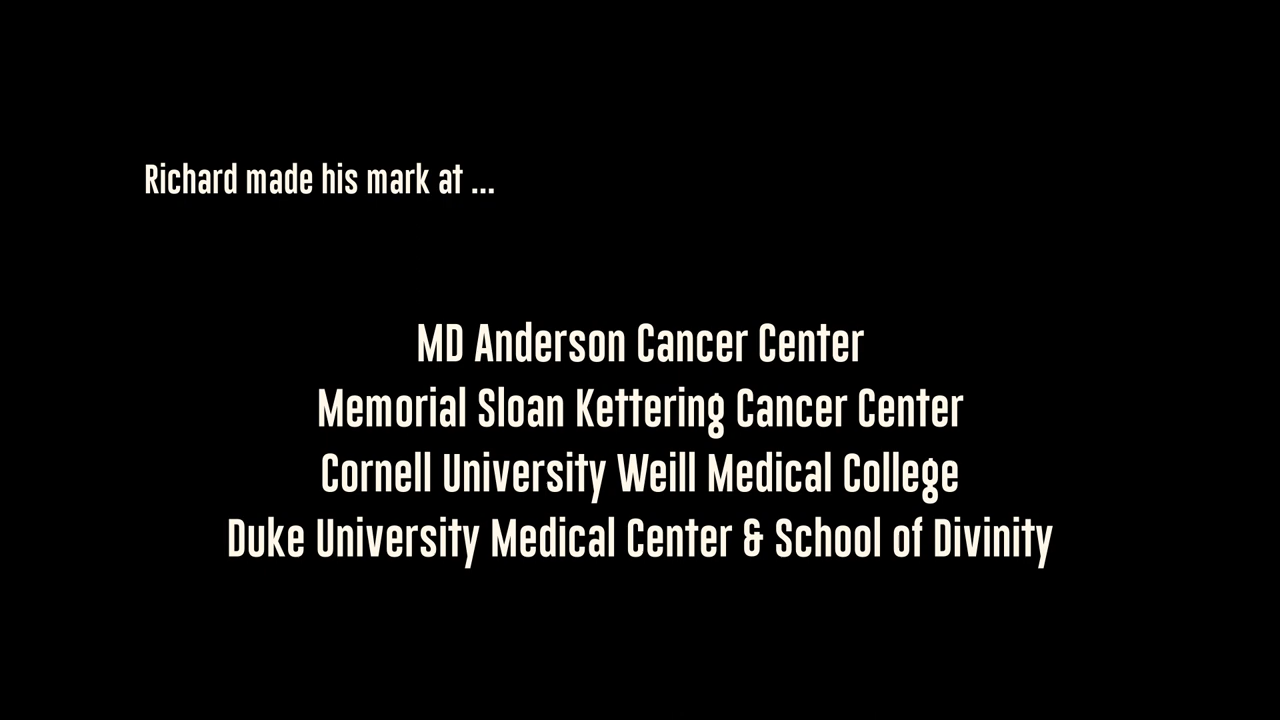 Richard made his mark at ...
MD Anderson Cancer Center
Memorial Sloan Kettering Cancer Center
Cornell University Weill Medical College
Duke University Medical Center & School of Divinity